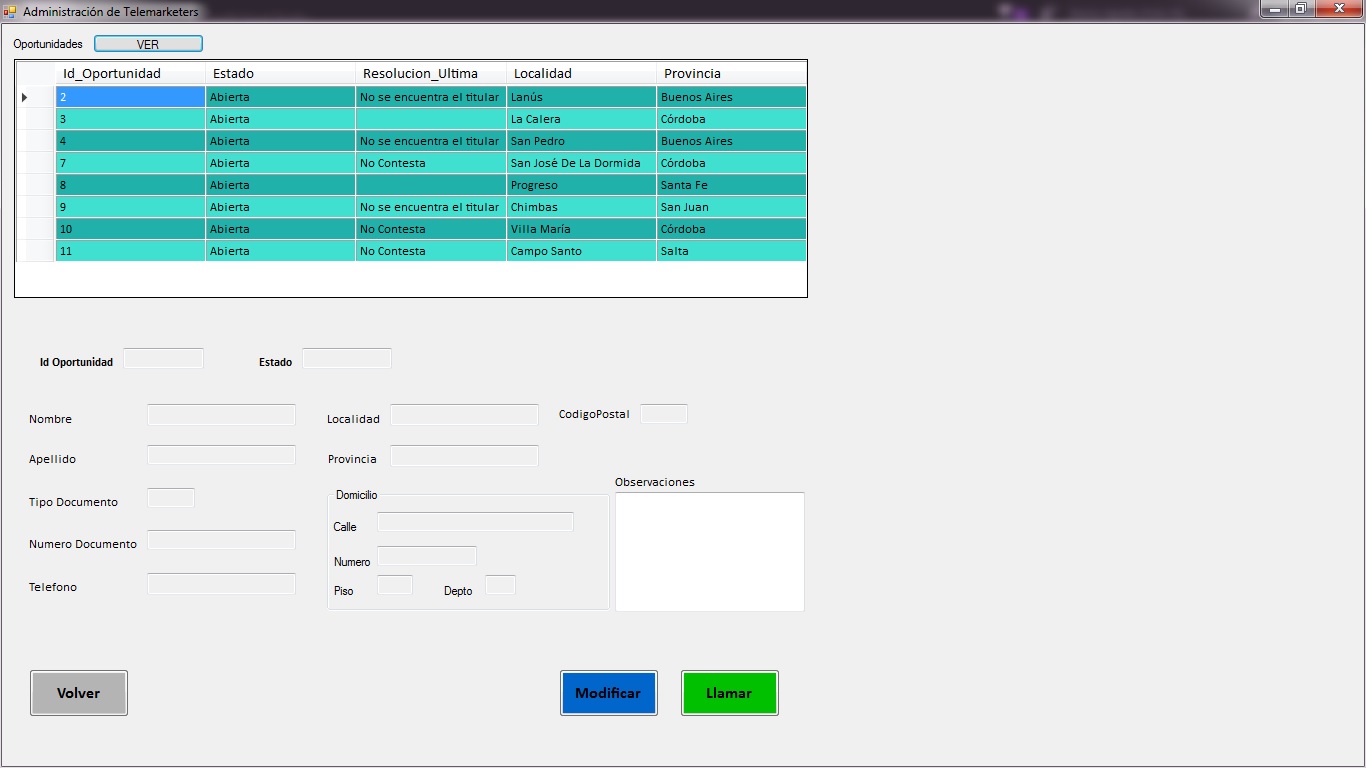 Administración de Telemarketers
Oportunidades VER
Id_Oportunidad Estado Resolucion_Ultima Localidad Provincia
2 Abierta No se encuentra el titular Lanús Buenos Aires
3 Abierta La Calera Córdoba
4 Abierta No se encuentra el titular San Pedro Buenos Aires
7 Abierta No Contesta San José De La Dormida Córdoba
8 Abierta Progreso Santa Fe
9 Abierta No se encuentra el titular Chimbas San Juan
10 Abierta No Contesta Villa María Córdoba
11 Abierta No Contesta Campo Santo Salta
Id Oportunidad Estado
Nombre Localidad CodigoPostal
Apellido Provincia
Tipo Documento
Numero Documento
Telefono
Domicilio
Calle
Numero
Piso Depto
Observaciones
Volver Modificar Llamar